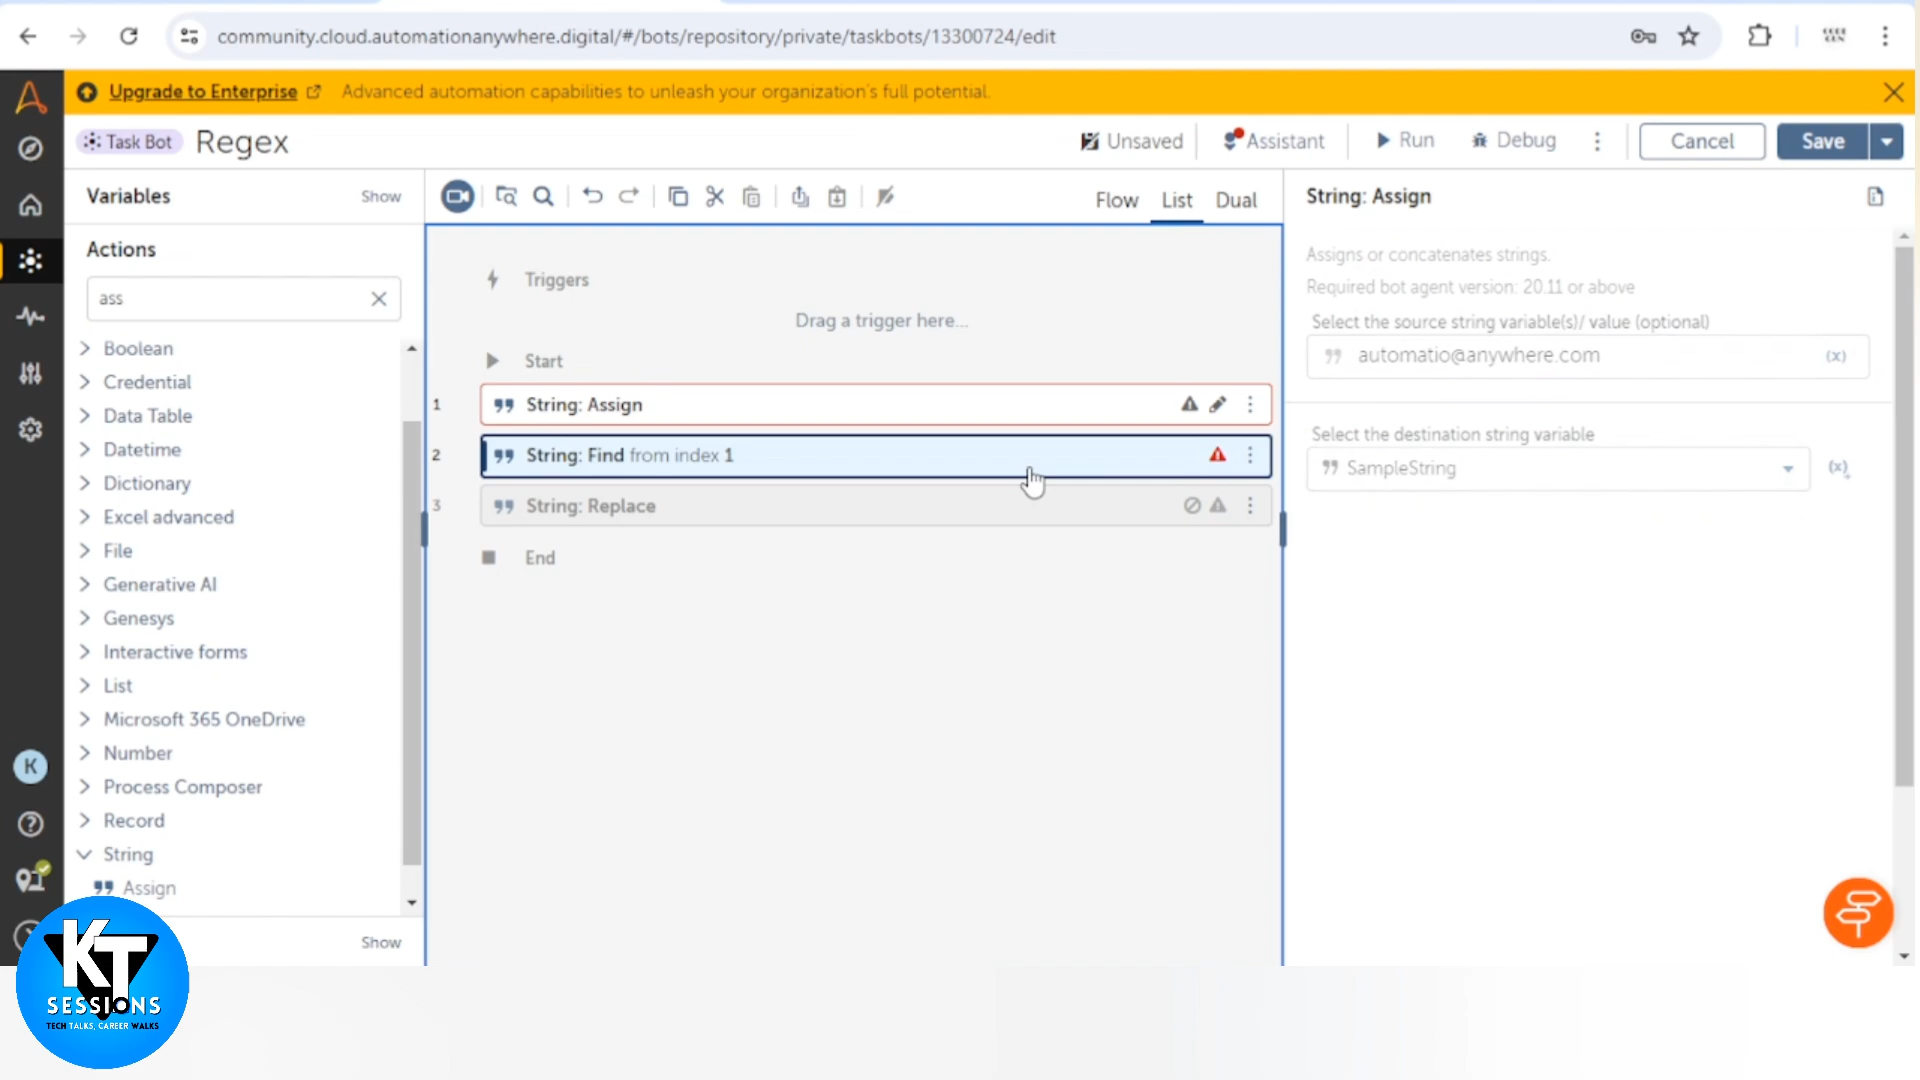 community.cloud.automationanywhere.digital/#/bots/repository/private/taskbots/13300724/edit
Upgrade to Enterprise Advanced automation capabilities to unleash your organization's full potential.
Task Bot Regex Unsaved Assistant Run Debug Cancel Save
Variables Show
Flow List Dual
String: Assign
Actions
ass
Boolean
Credential
Data Table
Datetime
Dictionary
Excel advanced
File
Generative AI
Genesys
Interactive forms
List
Microsoft 365 OneDrive
Number
Process Composer
Record
String
Assign
Show
Triggers
Drag a trigger here...
Start
1 String: Assign
2 String: Find from index 1
3 String: Replace
End
Assigns or concatenates strings.
Required bot agent version: 20.11 or above
Select the source string variable(s)/ value (optional)
automatio@anywhere.com (x)
Select the destination string variable
SampleString (x)
K
KT
SESSIONS
TECH TALKS, CAREER WALKS